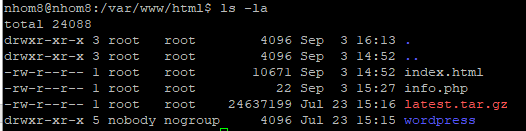 nhom8@nhom8:/var/www/html$ ls -la
total 24088
drwxr-xr-x 3 root   root       4096 Sep  3 16:13 .
drwxr-xr-x 3 root   root       4096 Sep  3 14:52 ..
-rw-r--r-- 1 root   root      10671 Sep  3 14:52 index.html
-rw-r--r-- 1 root   root         22 Sep  3 15:27 info.php
-rw-r--r-- 1 root   root   24637199 Jul 23 15:16 latest.tar.gz
drwxr-xr-x 5 nobody nogroup    4096 Jul 23 15:15 wordpress